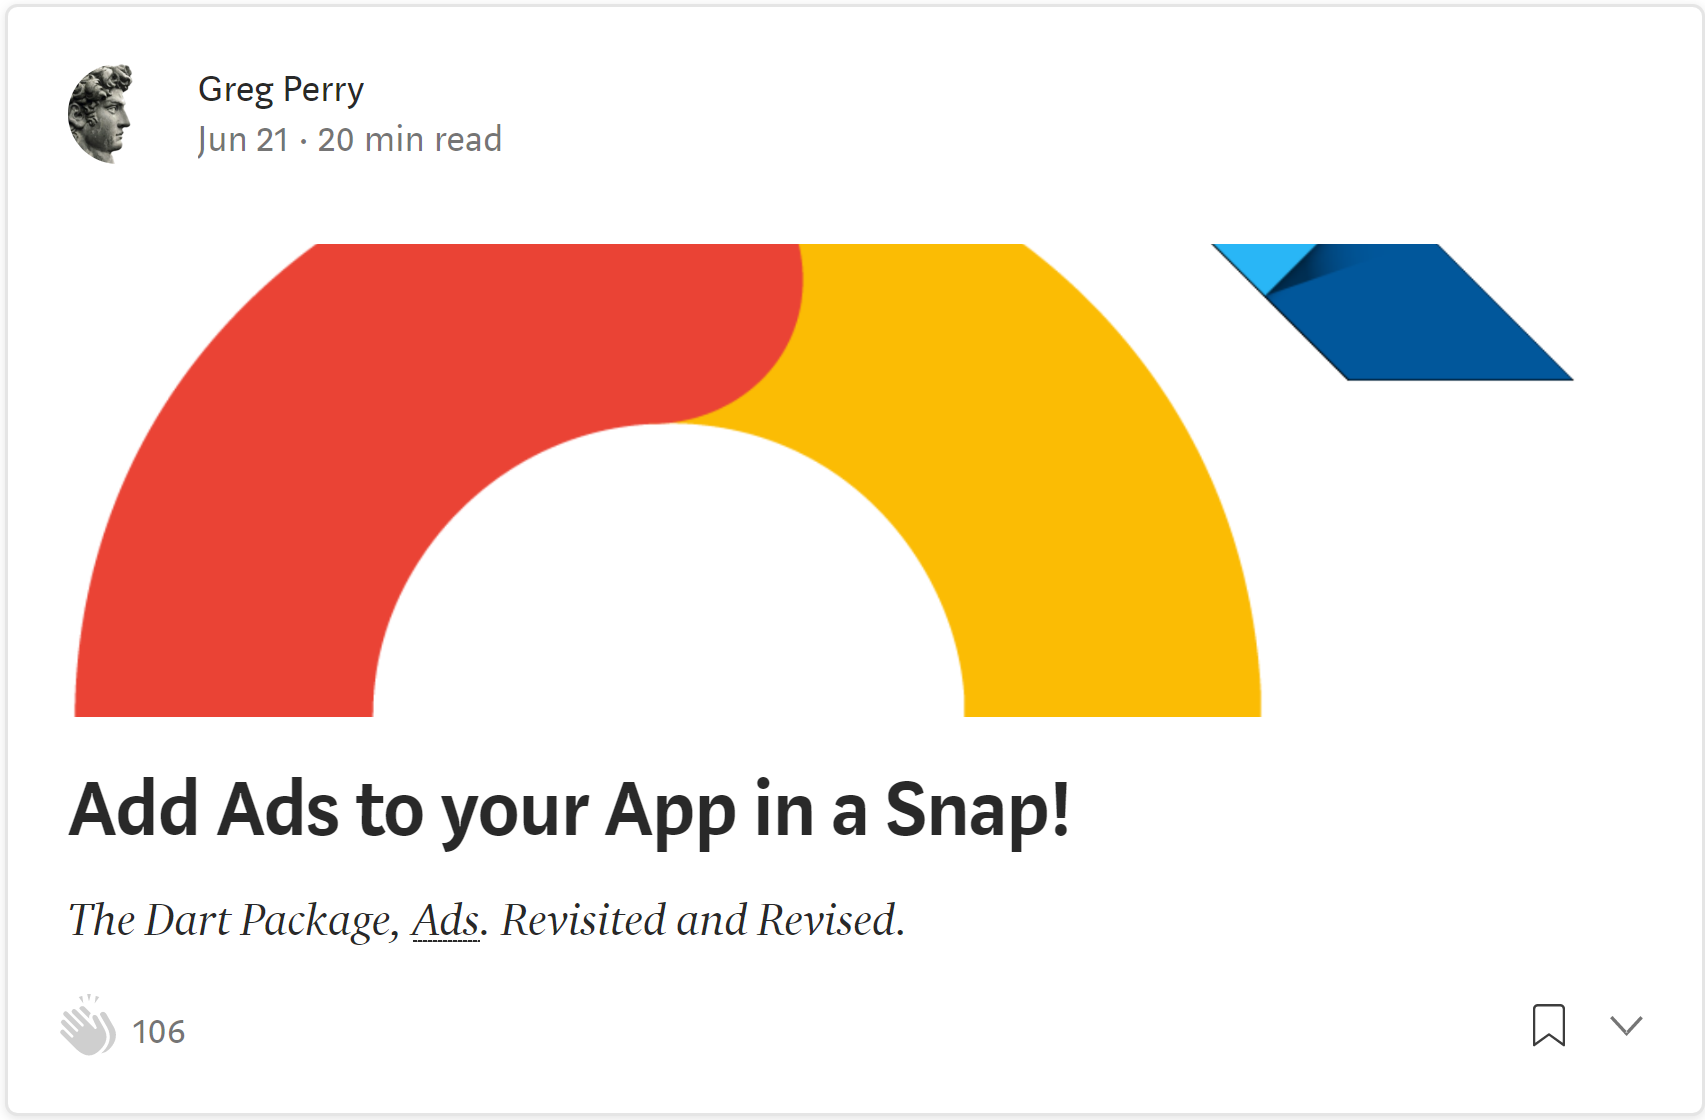 Greg Perry
Jun 21 · 20 min read
Add Ads to your App in a Snap!
The Dart Package, Ads. Revisited and Revised.
106